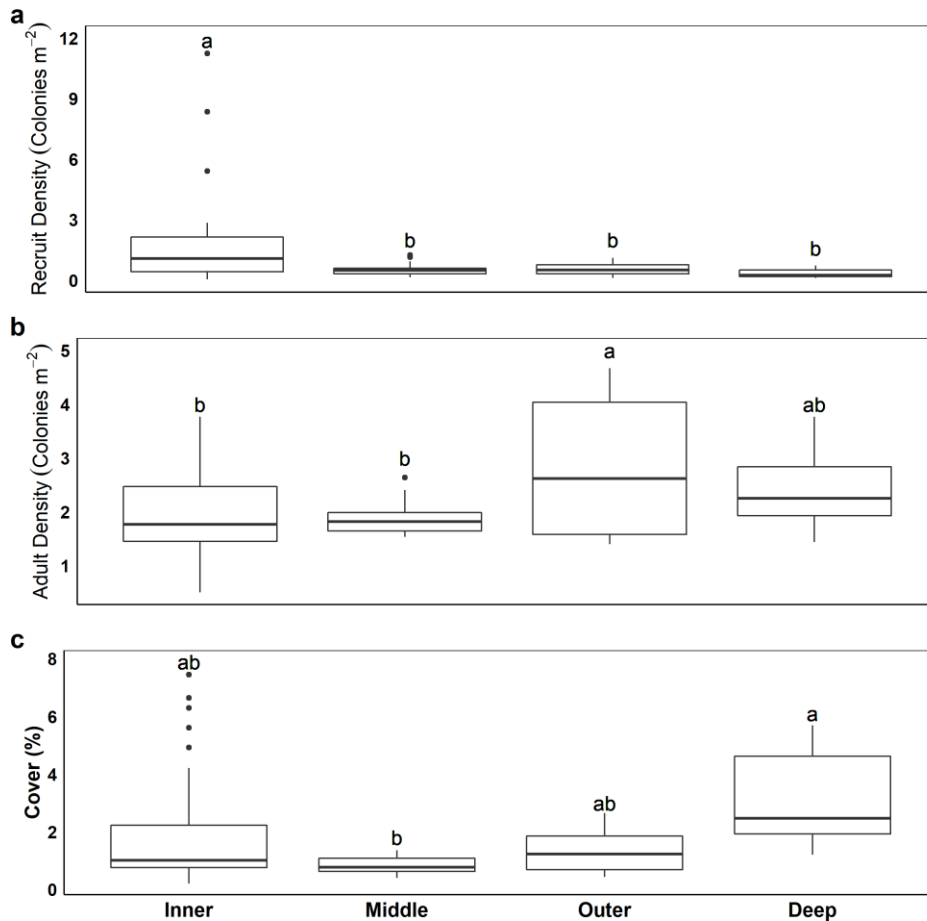 a
Recruit Density (Colonies m⁻²)
12
9
6
3
0
a
b
b
b
b
Adult Density (Colonies m⁻²)
5
4
3
2
1
b
b
a
ab
c
Cover (%)
8
6
4
2
0
ab
b
ab
a
Inner Middle Outer Deep